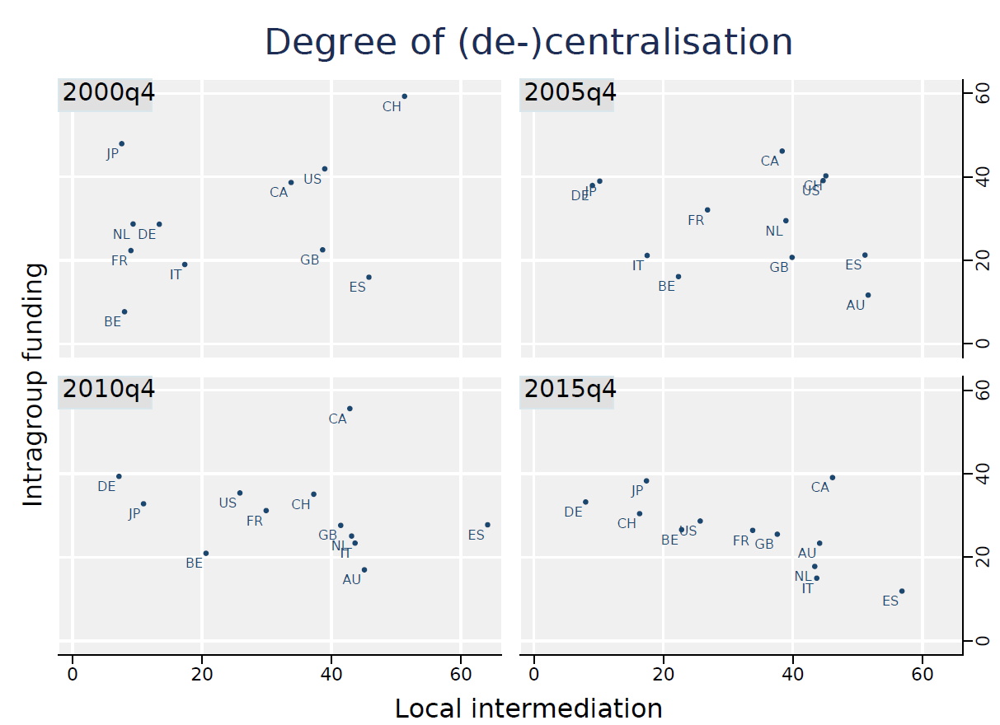 Degree of (de-)centralisation
2000q4
CH
JP
US
CA
NL DE
FR
GB
IT
ES
BE
2005q4
60
CA
40
CH
US
JP
DE
FR
NL
IT
GB
ES
20
BE
AU
0
Intragroup funding
2010q4
CA
DE
JP
US
FR
CH
GB
NL
IT
ES
BE
AU
2015q4
60
40
CA
JP
DE
CH
BE
US
FR
GB
AU
20
NL
IT
ES
0
0 20 40 60
0 20 40 60
Local intermediation